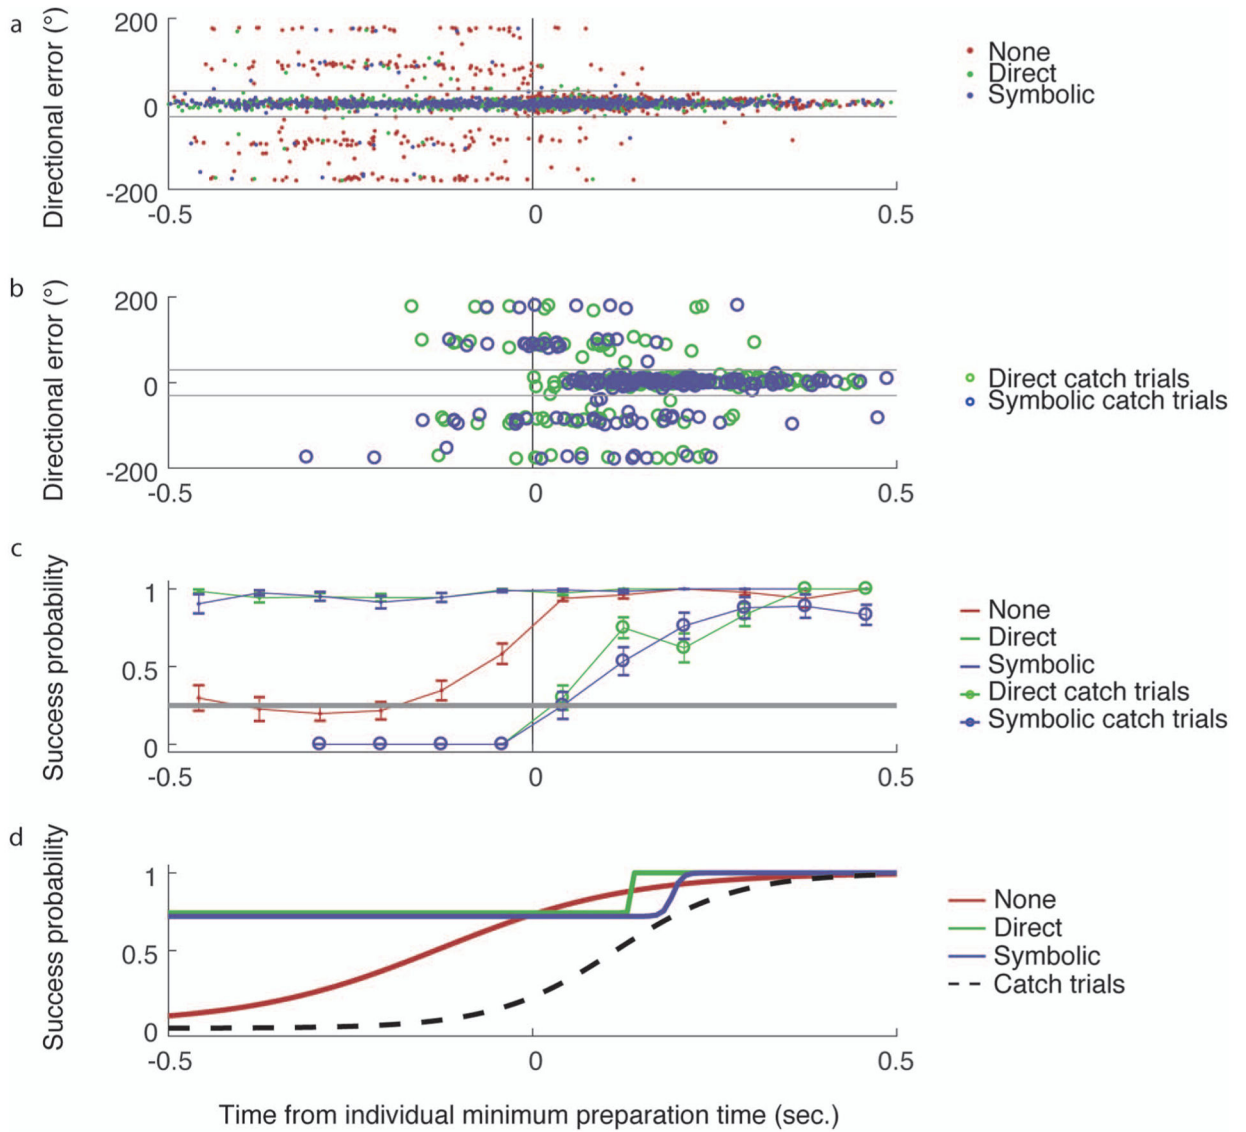 a
Directional error (°)
200
0
-200
-0.5
0
0.5
None
Direct
Symbolic
b
Directional error (°)
200
0
-200
-0.5
0
0.5
Direct catch trials
Symbolic catch trials
c
Success probability
1
0.5
0
-0.5
0
0.5
None
Direct
Symbolic
Direct catch trials
Symbolic catch trials
d
Success probability
1
0.5
0
-0.5
0
0.5
None
Direct
Symbolic
Catch trials
Time from individual minimum preparation time (sec.)